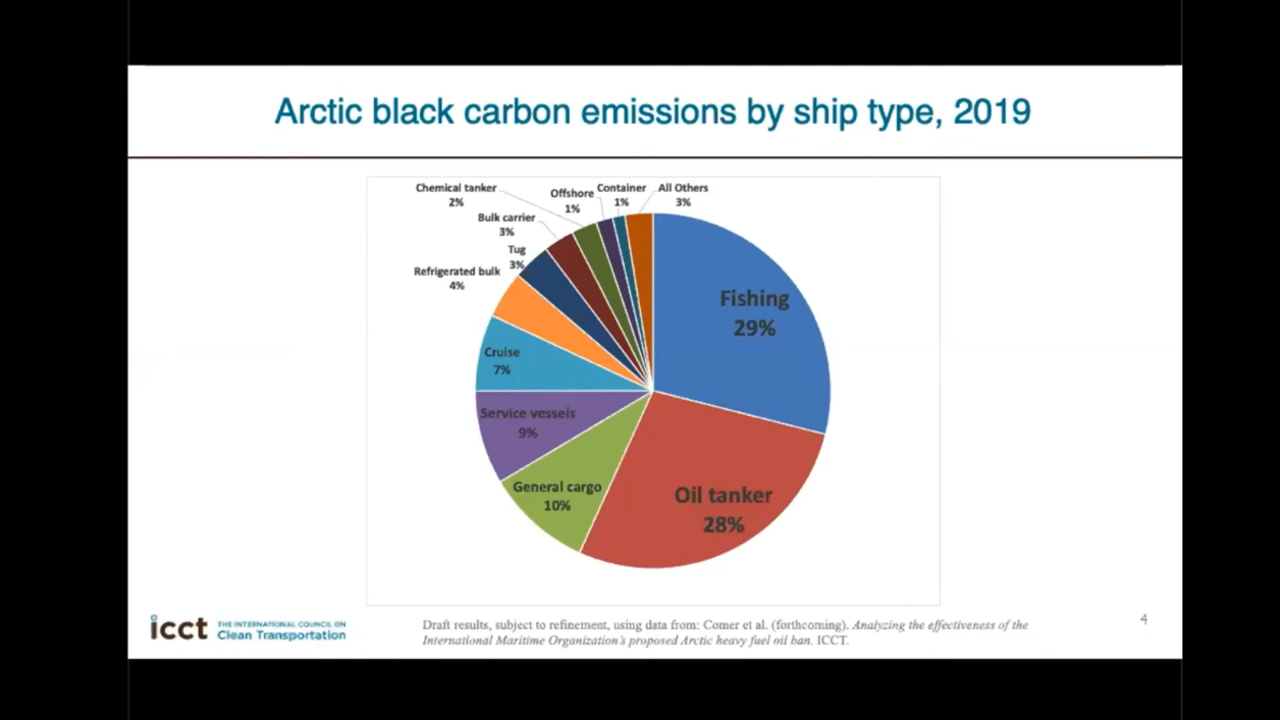 Arctic black carbon emissions by ship type, 2019
Chemical tanker
2%
Offshore
1%
Container
1%
All Others
3%
Bulk carrier
3%
Tug
3%
Refrigerated bulk
4%
Fishing
29%
Cruise
7%
Service vessels
9%
General cargo
10%
Oil tanker
28%
icct
THE INTERNATIONAL COUNCIL ON
Clean Transportation
Draft results, subject to refinement, using data from: Comer et al. (forthcoming). Analyzing the effectiveness of the
International Maritime Organization's proposed Arctic heavy fuel oil ban. ICCT.
4